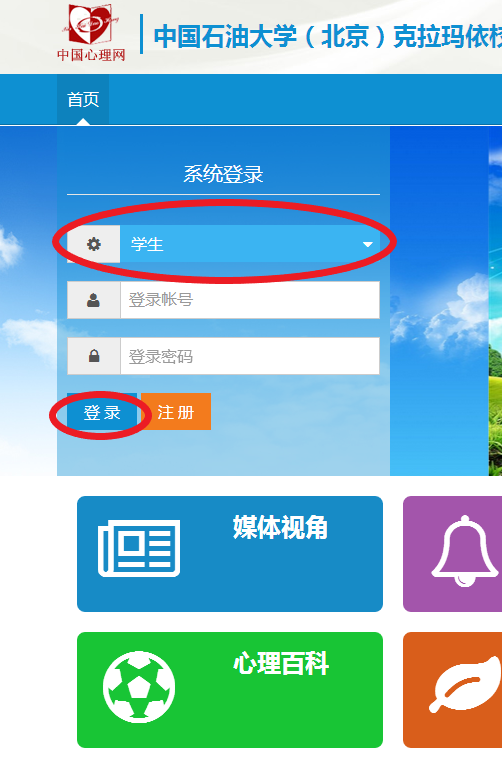 中国心理网
中国石油大学（北京）克拉玛依校
首页
系统登录
学生
登录帐号
登录密码
登录
注册
媒体视角
心理百科